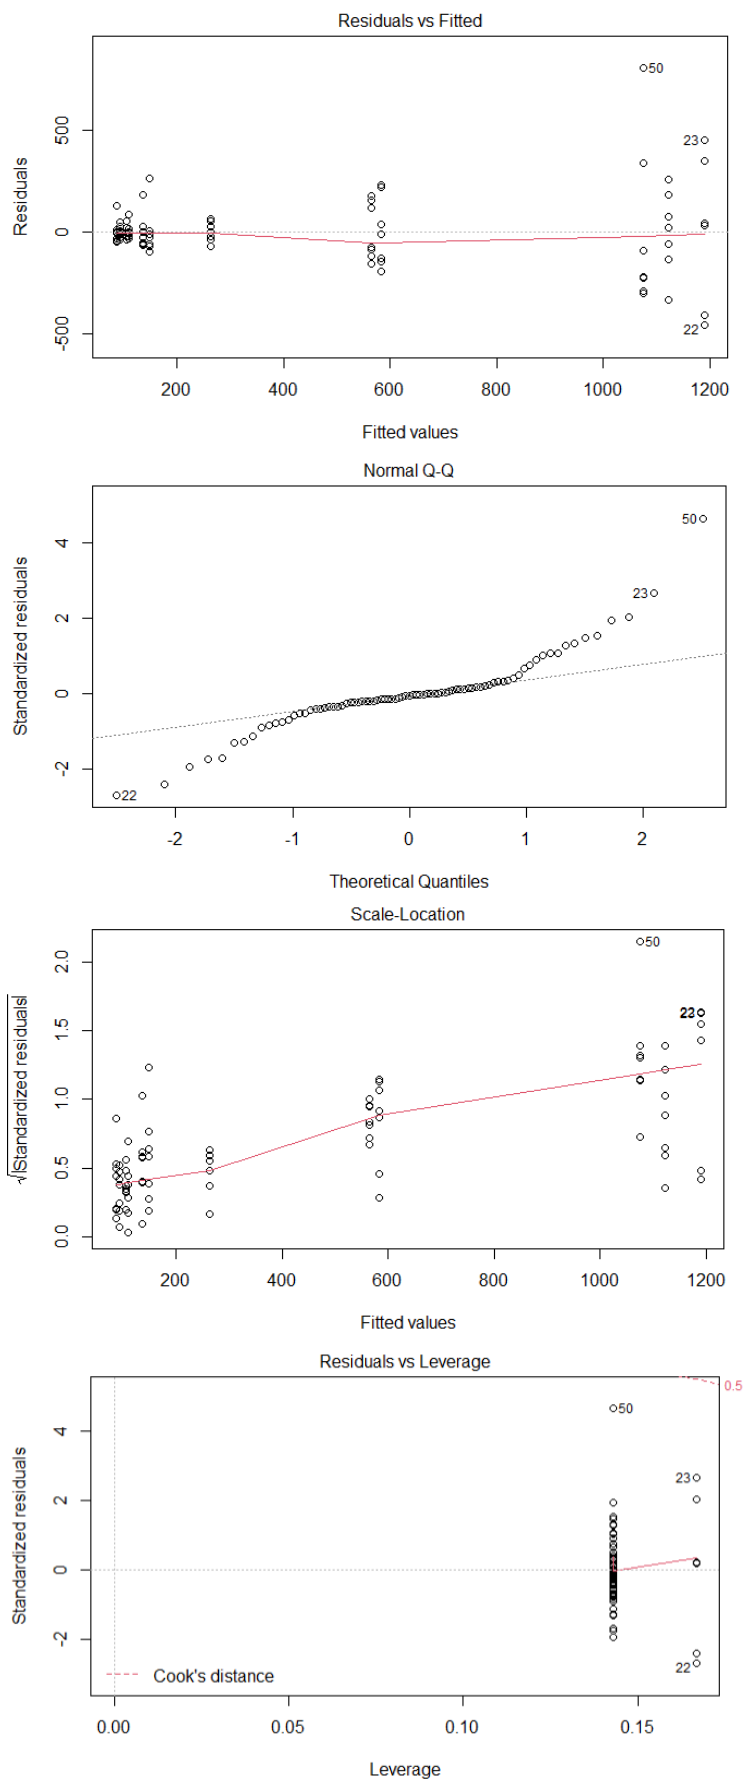 Residuals vs Fitted
50
23
22
Residuals
500
0
-500
200 400 600 800 1000 1200
Fitted values
Normal Q-Q
50
23
22
Standardized residuals
4
2
0
-2
-2 -1 0 1 2
Theoretical Quantiles
Scale-Location
50
√|Standardized residuals|
2.0
1.5
1.0
0.5
0.0
200 400 600 800 1000 1200
Fitted values
Residuals vs Leverage
0.5
50
23
22
Standardized residuals
4
2
0
-2
Cook's distance
0.00 0.05 0.10 0.15
Leverage